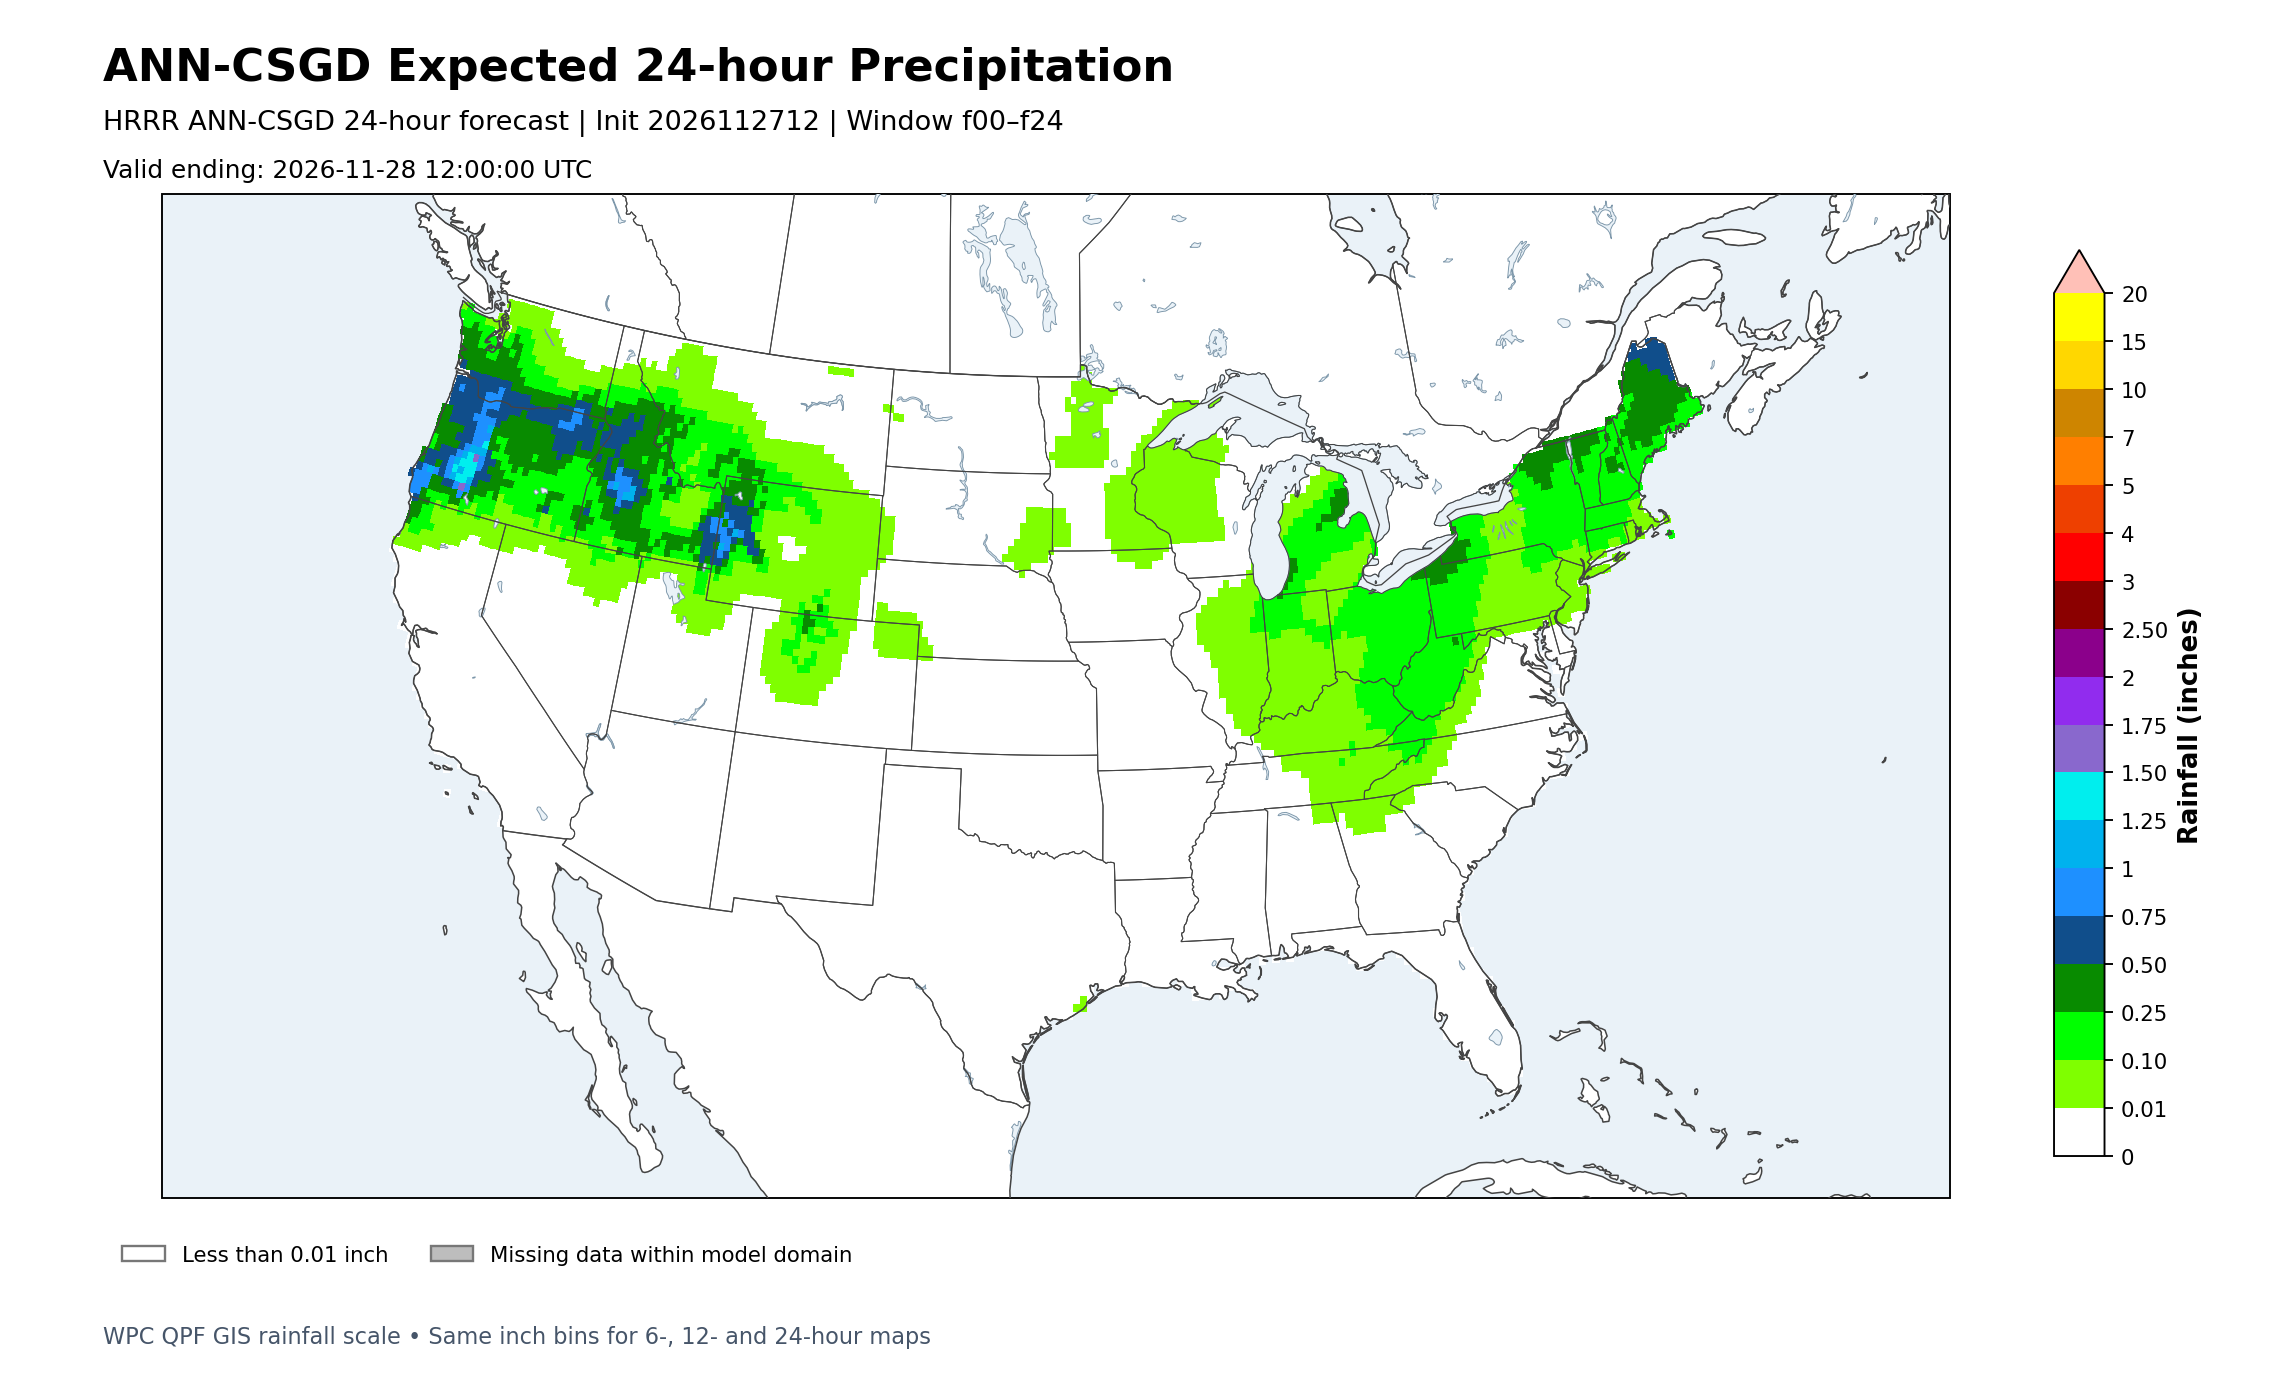 ANN-CSGD Expected 24-hour Precipitation
HRRR ANN-CSGD 24-hour forecast | Init 2026112712 | Window f00–f24
Valid ending: 2026-11-28 12:00:00 UTC
20
15
10
7
5
4
3
2.50
2
1.75
1.50
1.25
1
0.75
0.50
0.25
0.10
0.01
0
Rainfall (inches)
Less than 0.01 inch
Missing data within model domain
WPC QPF GIS rainfall scale • Same inch bins for 6-, 12- and 24-hour maps